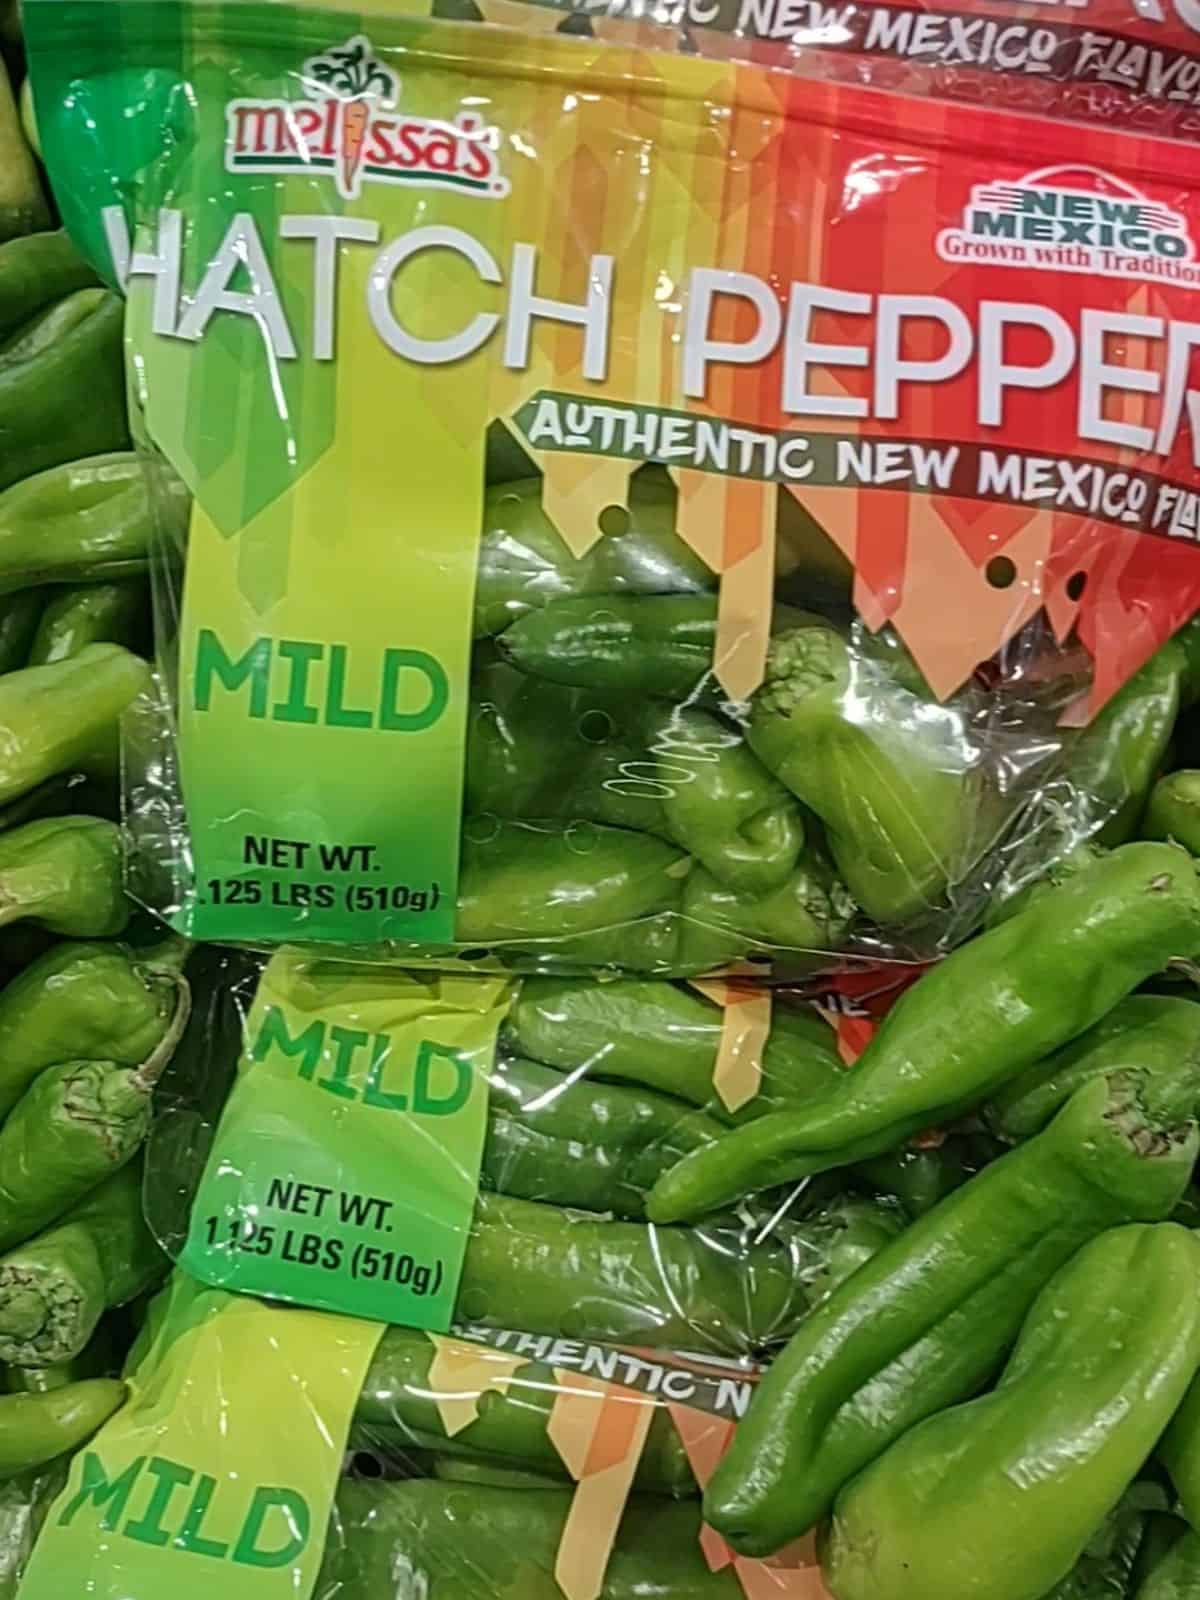 NEW MEXICO FLAVO
melissa's
NEW
MEXICO
Grown with Traditio
HATCH PEPPER
AUTHENTIC NEW MEXICO FLA
MILD
NET WT.
.125 LBS (510g)
MILD
NET WT.
1.125 LBS (510g)
AUTHENTIC N
MILD